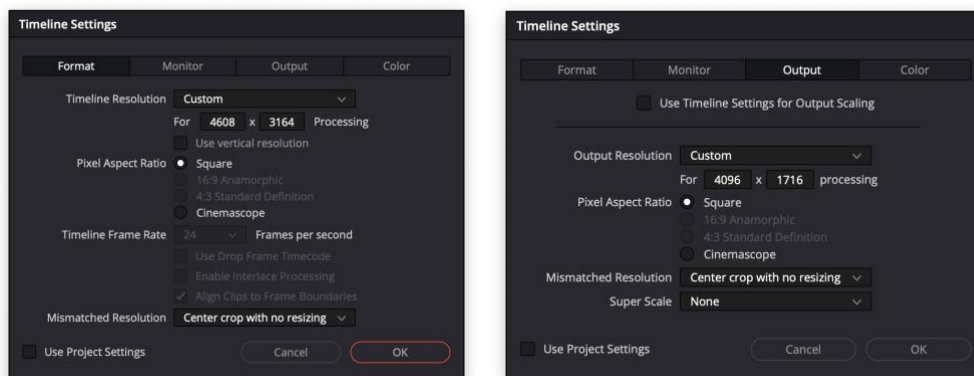 Timeline Settings
Format Monitor Output Color
Timeline Resolution Custom
For 4608 x 3164 Processing
Use vertical resolution
Pixel Aspect Ratio Square
16:9 Anamorphic
4:3 Standard Definition
Cinemascope
Timeline Frame Rate 24 Frames per second
Use Drop Frame Timecode
Enable Interlace Processing
Align Clips to Frame Boundaries
Mismatched Resolution Center crop with no resizing
Use Project Settings Cancel OK
Timeline Settings
Format Monitor Output Color
Use Timeline Settings for Output Scaling
Output Resolution Custom
For 4096 x 1716 processing
Pixel Aspect Ratio Square
16:9 Anamorphic
4:3 Standard Definition
Cinemascope
Mismatched Resolution Center crop with no resizing
Super Scale None
Use Project Settings Cancel OK